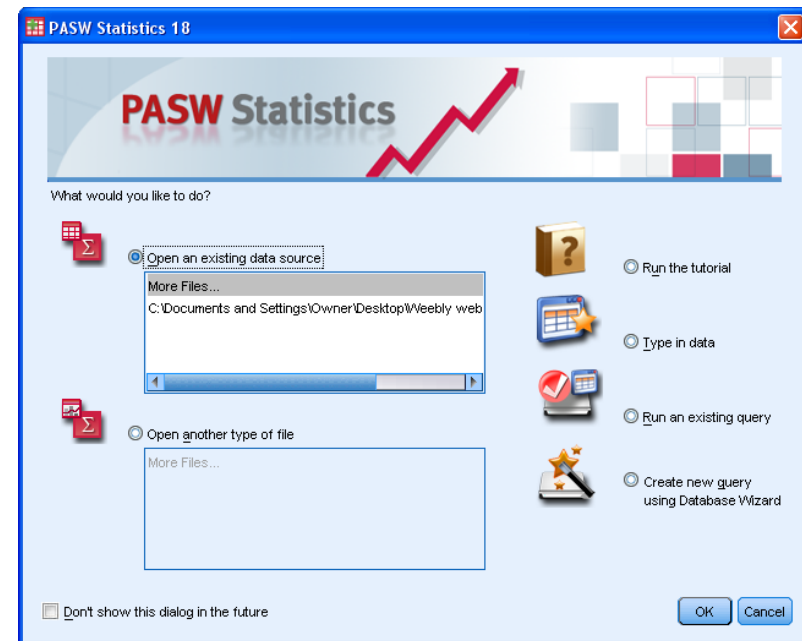 PASW Statistics 18
PASW Statistics
What would you like to do?
Open an existing data source
More Files...
C:\Documents and Settings\Owner\Desktop\Weebly web
Open another type of file
More Files...
Run the tutorial
Type in data
Run an existing query
Create new query
using Database Wizard
Don't show this dialog in the future
OK
Cancel